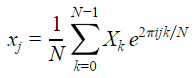 x_j = \frac{1}{N} \sum_{k=0}^{N-1} X_k e^{2\pi ijk/N}